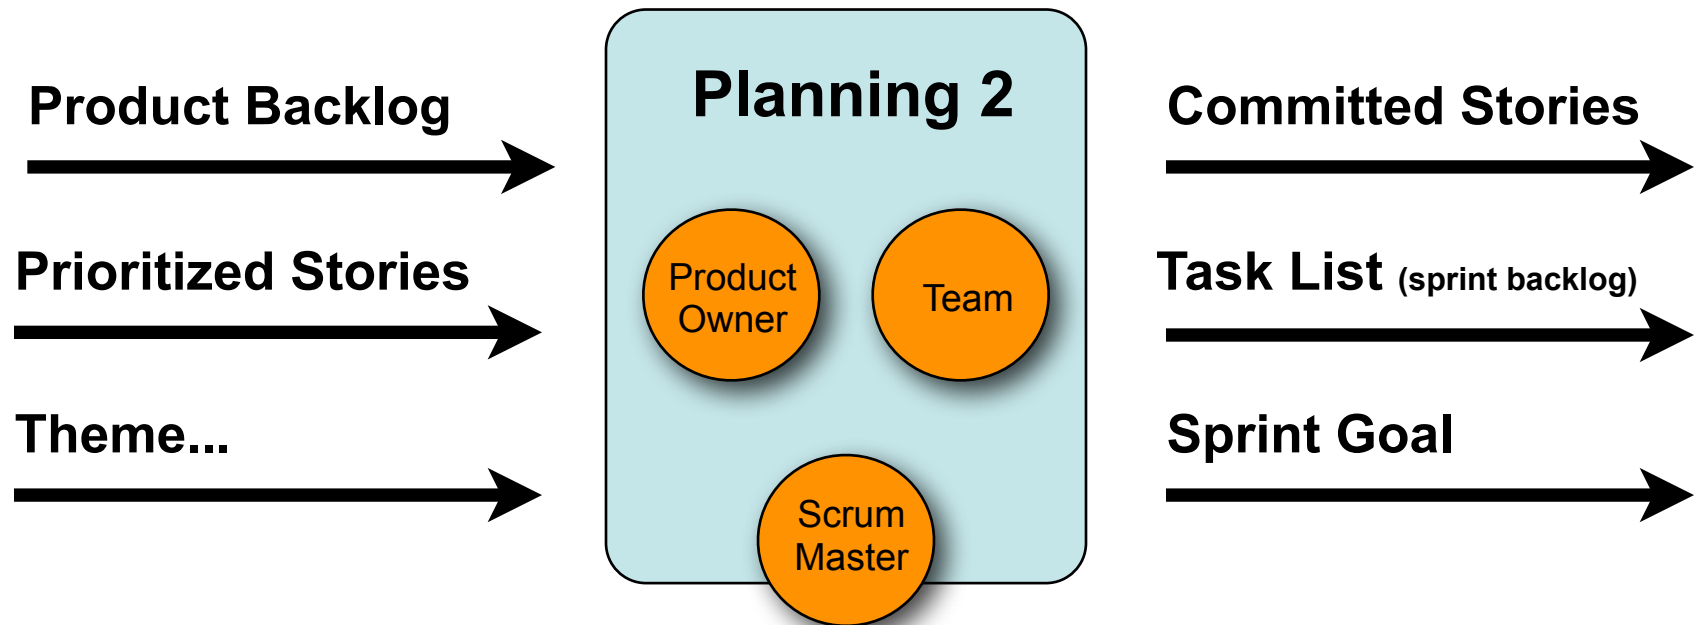 Planning 2
Product Backlog
Committed Stories
Prioritized Stories
Product
Owner
Team
Task List (sprint backlog)
Theme...
Sprint Goal
Scrum
Master